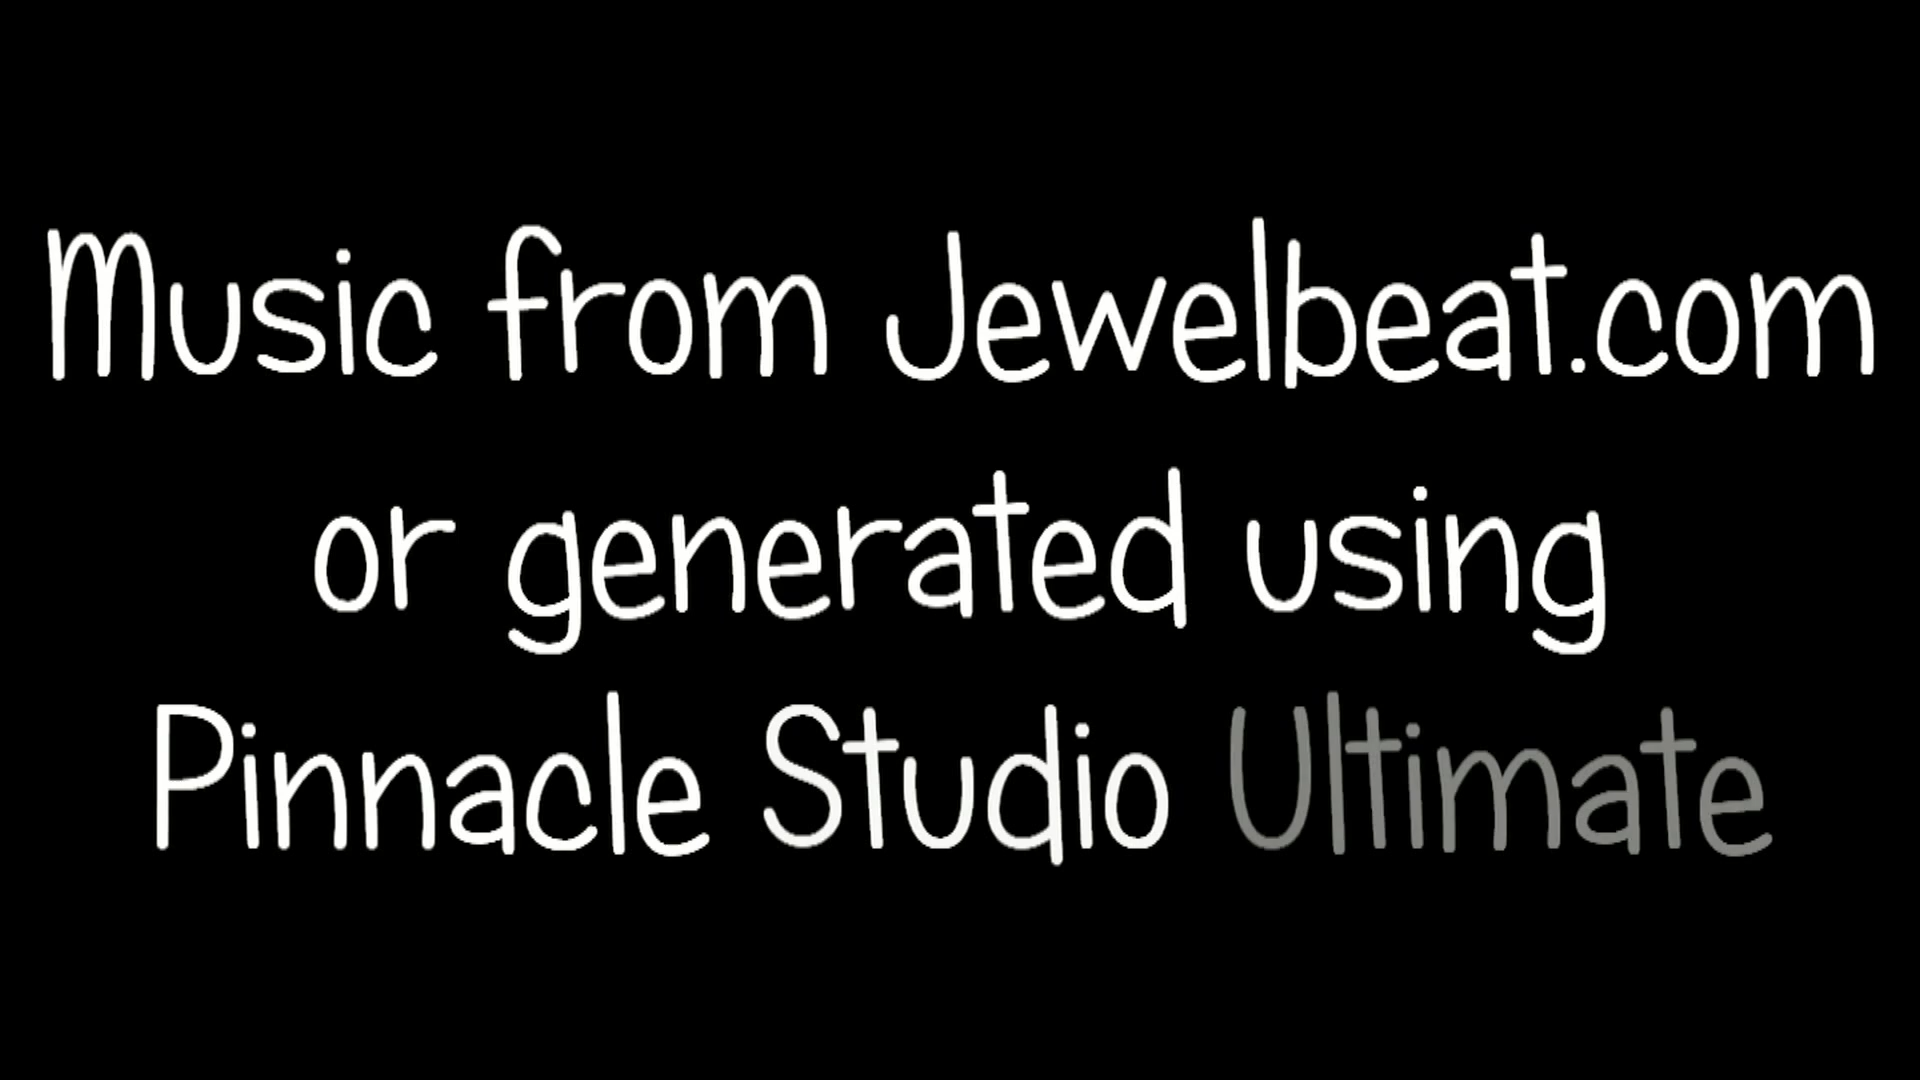 Music from Jewelbeat.com
or generated using
Pinnacle Studio Ultimate